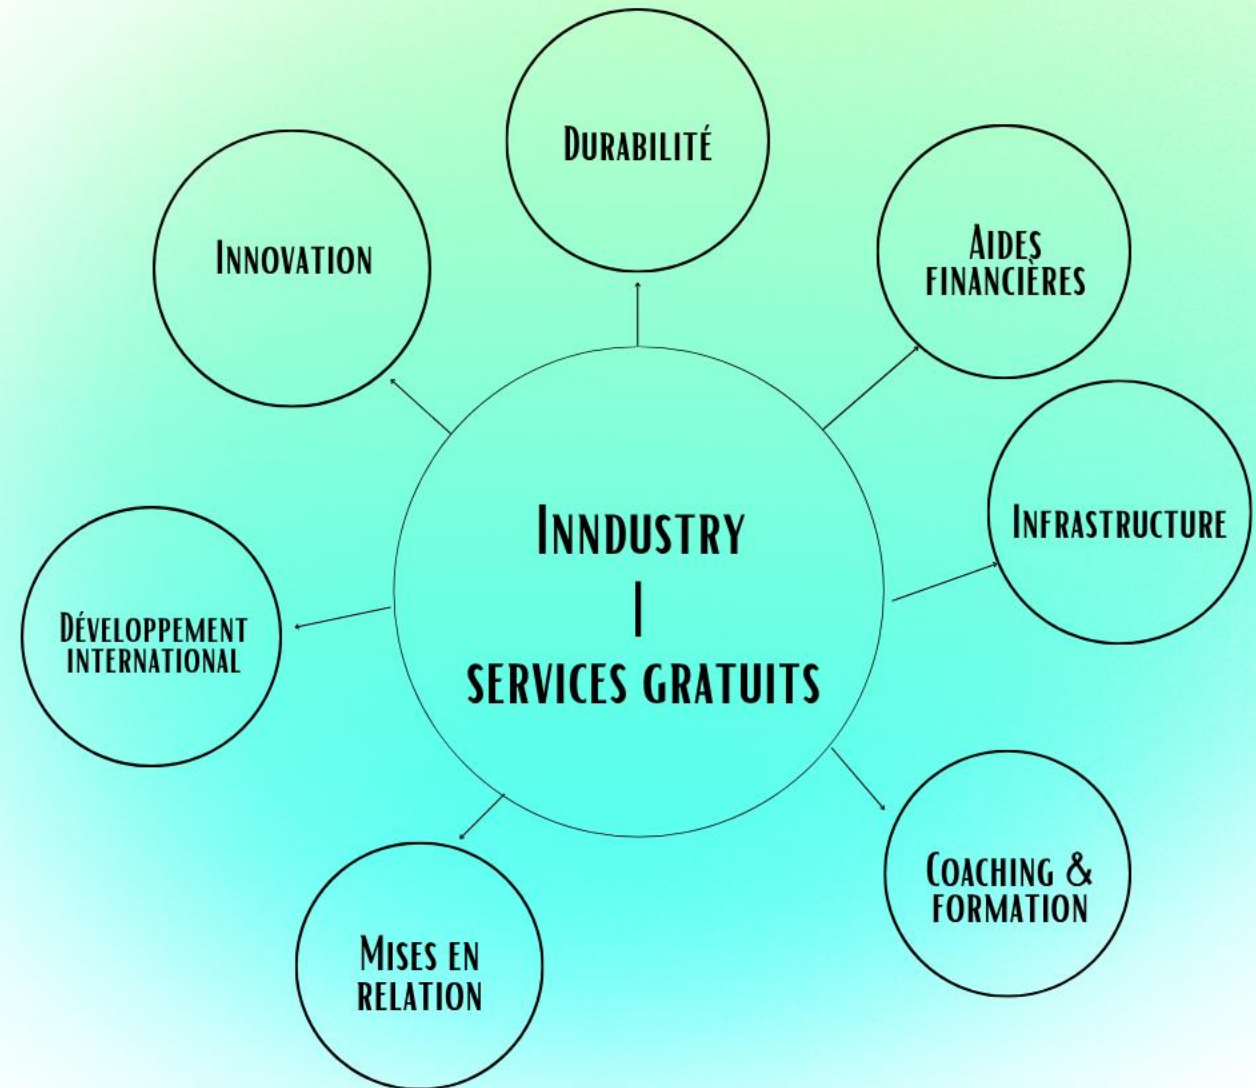 Durabilité
Innovation
Aides
financières
Infrastructure
Inndustry
|
services gratuits
Développement
international
Coaching &
formation
Mises en
relation